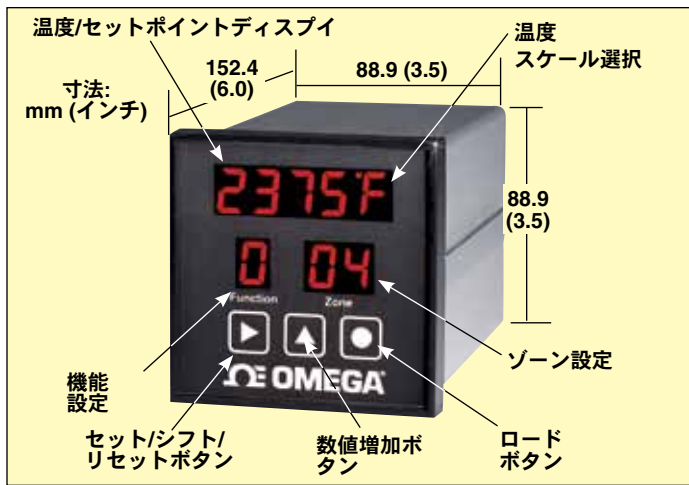 温度/セットポイントディスプイ
温度
スケール選択
寸法:
mm (インチ)
152.4
(6.0)
88.9 (3.5)
88.9
(3.5)
2375°F
0
04
Function
Zone
ΩE OMEGA®
機能
設定
ゾーン設定
セット/シフト/
リセットボタン
数値増加ボ
タン
ロード
ボタン